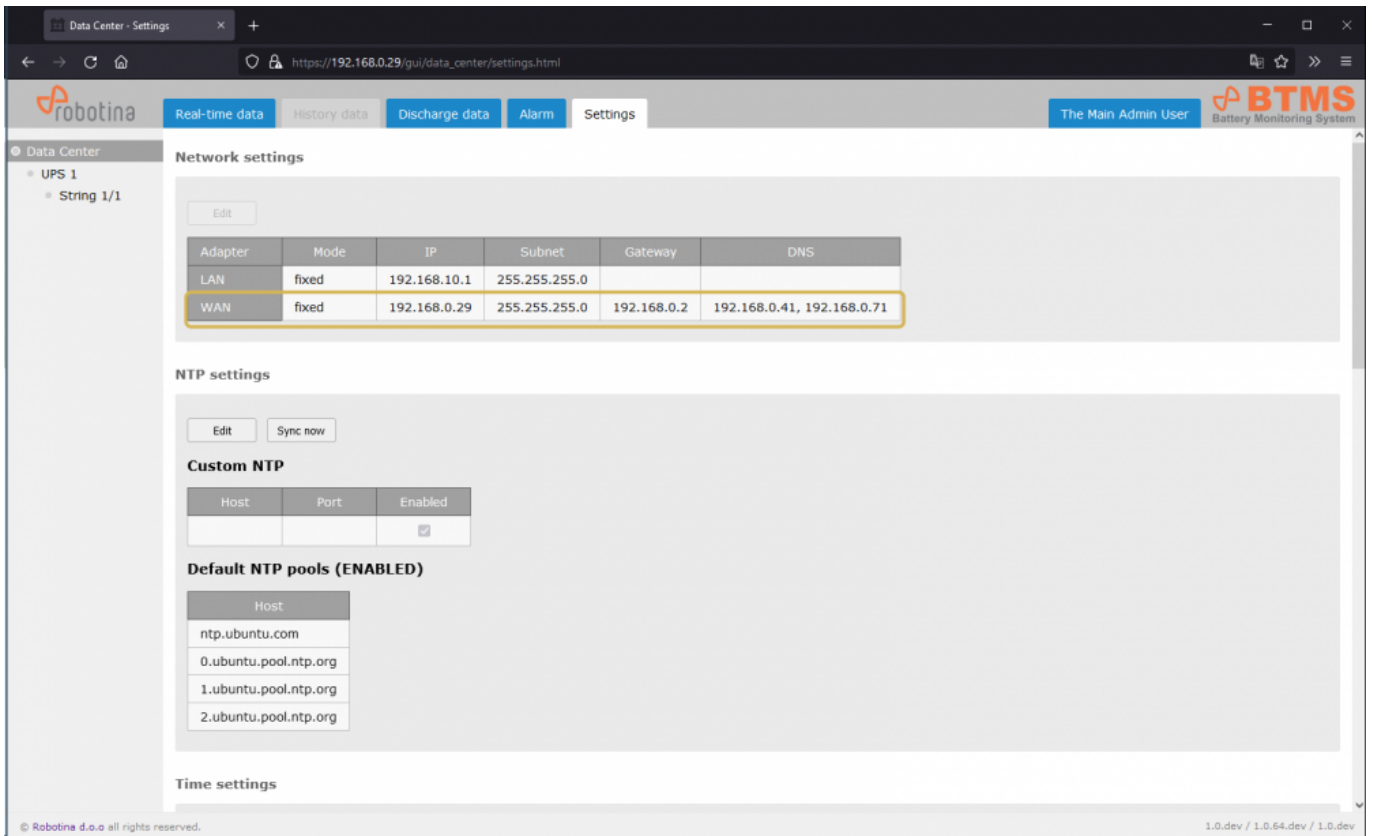 Data Center - Settings
https://192.168.0.29/gui/data_center/settings.html
robotina
Real-time data History data Discharge data Alarm Settings The Main Admin User
BTMS
Battery Monitoring System
Data Center
UPS 1
String 1/1
Network settings
Edit
Adapter Mode IP Subnet Gateway DNS
LAN fixed 192.168.10.1 255.255.255.0
WAN fixed 192.168.0.29 255.255.255.0 192.168.0.2 192.168.0.41, 192.168.0.71
NTP settings
Edit Sync now
Custom NTP
Host Port Enabled
Default NTP pools (ENABLED)
Host
ntp.ubuntu.com
0.ubuntu.pool.ntp.org
1.ubuntu.pool.ntp.org
2.ubuntu.pool.ntp.org
Time settings
© Robotina d.o.o all rights reserved. 1.0.dev / 1.0.64.dev / 1.0.dev